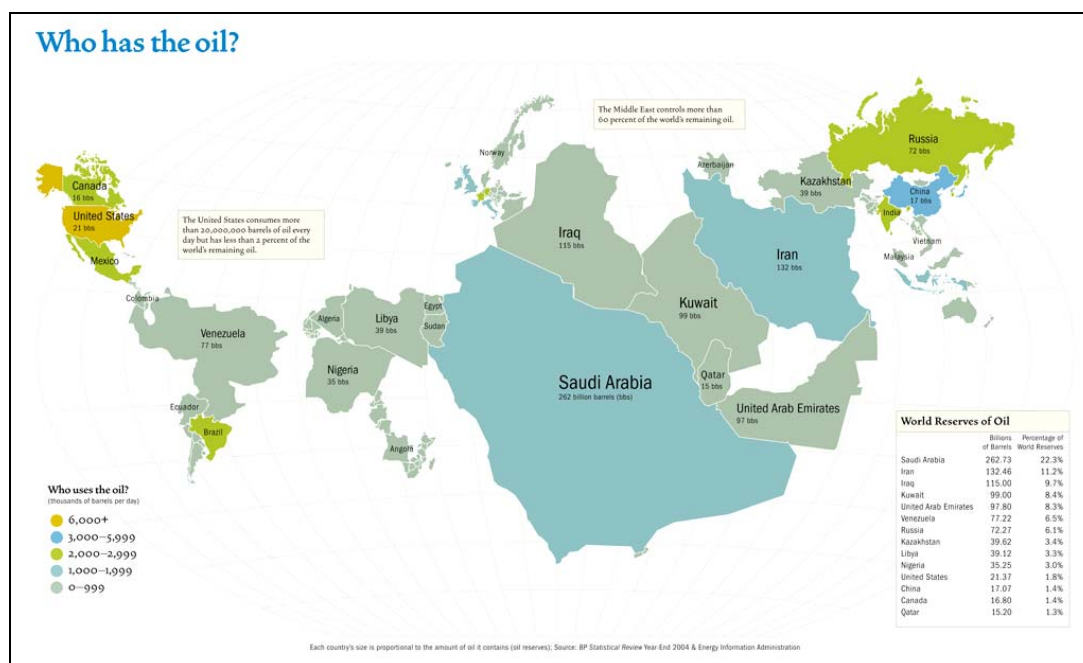 Who has the oil?
The Middle East controls more than
60 percent of the world's remaining oil.
The United States consumes more
than 20,000,000 barrels of oil every
day but has less than 2 percent of the
world's remaining oil.
Canada
16 bbs
United States
21 bbs
Mexico
Colombia
Venezuela
77 bbs
Ecuador
Brazil
Norway
Algeria
Libya
39 bbs
Egypt
Sudan
Nigeria
35 bbs
Angola
Iraq
115 bbs
Saudi Arabia
262 billion barrels (bbs)
Kuwait
99 bbs
Qatar
15 bbs
United Arab Emirates
97 bbs
Iran
132 bbs
Azerbaijan
Kazakhstan
39 bbs
Russia
72 bbs
China
17 bbs
India
Vietnam
Malaysia
Who uses the oil?
(thousands of barrels per day)
6,000+
3,000–5,999
2,000–2,999
1,000–1,999
0–999
World Reserves of Oil
Billions Percentage of
of Barrels World Reserves
Saudi Arabia 262.73 22.3%
Iran 132.46 11.2%
Iraq 115.00 9.7%
Kuwait 99.00 8.4%
United Arab Emirates 97.80 8.3%
Venezuela 77.22 6.5%
Russia 72.27 6.1%
Kazakhstan 39.62 3.4%
Libya 39.12 3.3%
Nigeria 35.25 3.0%
United States 21.37 1.8%
China 17.07 1.4%
Canada 16.80 1.4%
Qatar 15.20 1.3%
Each country's size is proportional to the amount of oil it contains (oil reserves); Source: BP Statistical Review Year-End 2004 & Energy Information Administration